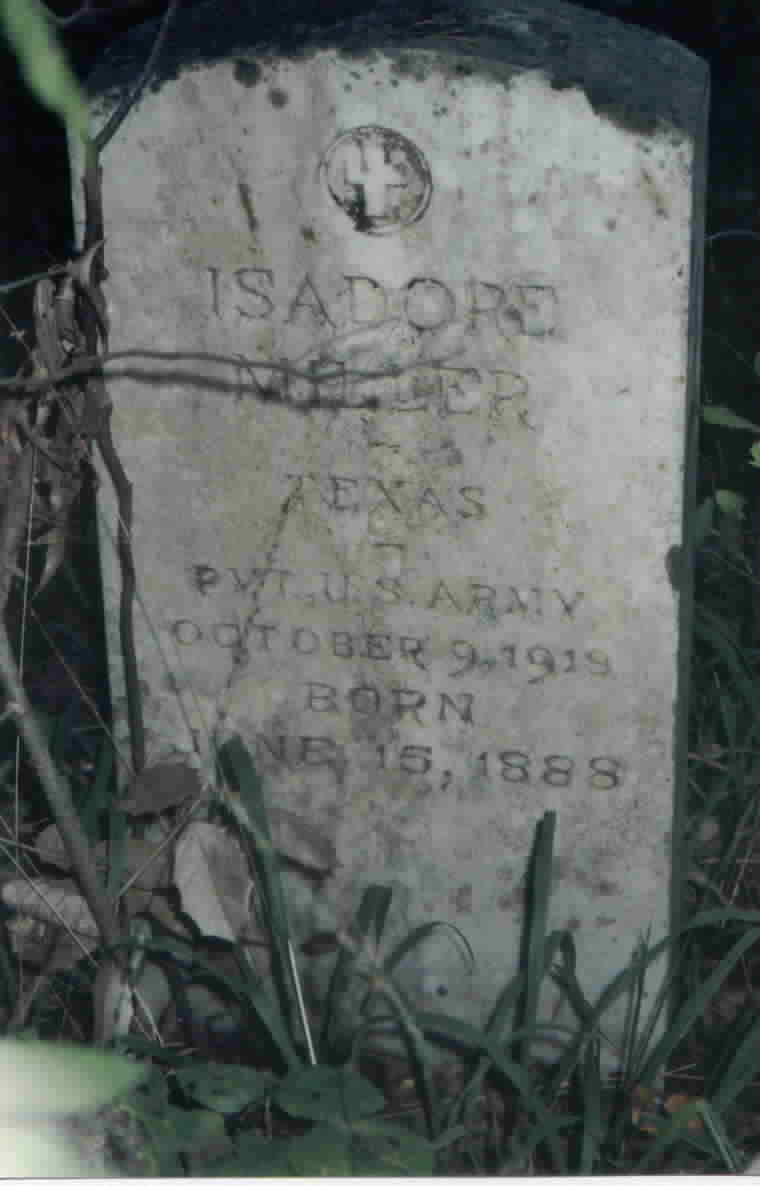 ISADORE
MILLER
TEXAS
PVT., U.S. ARMY
OCTOBER 9, 1919
BORN
JUNE 15, 1888